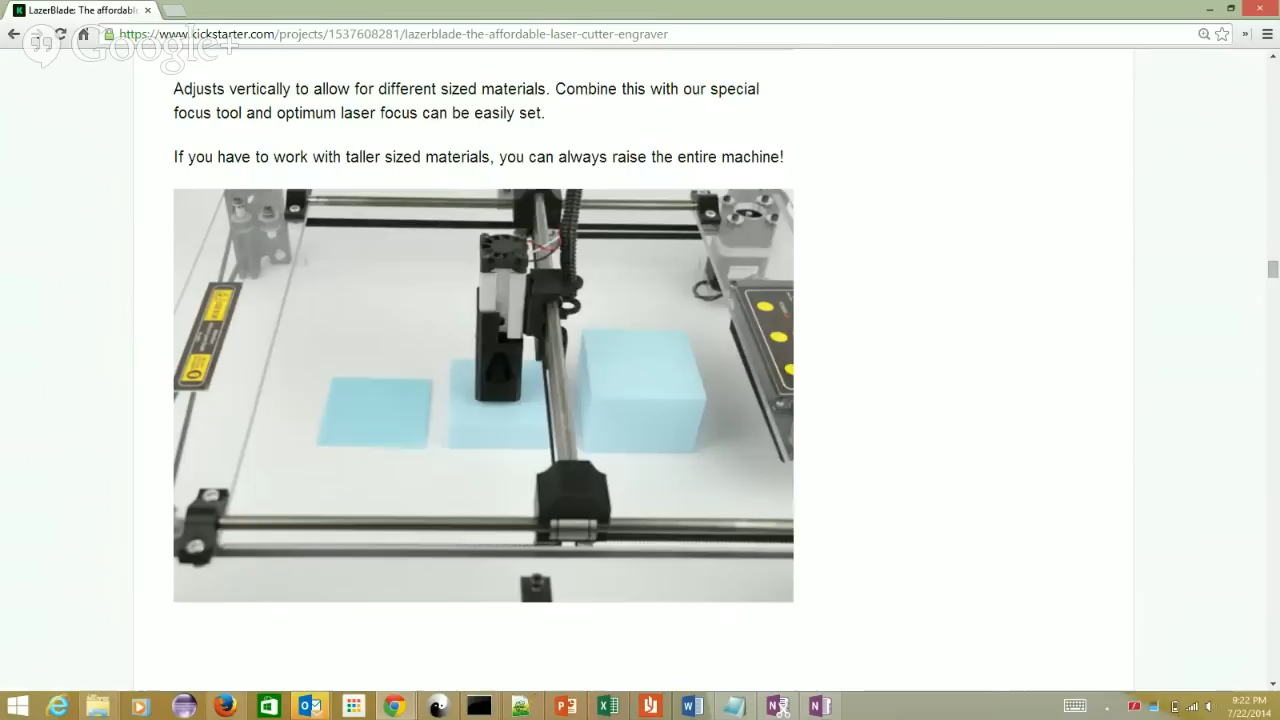 LazerBlade: The affordable
https://www.kickstarter.com/projects/1537608281/lazerblade-the-affordable-laser-cutter-engraver
Google+
Adjusts vertically to allow for different sized materials. Combine this with our special
focus tool and optimum laser focus can be easily set.
If you have to work with taller sized materials, you can always raise the entire machine!
9:22 PM
7/22/2014